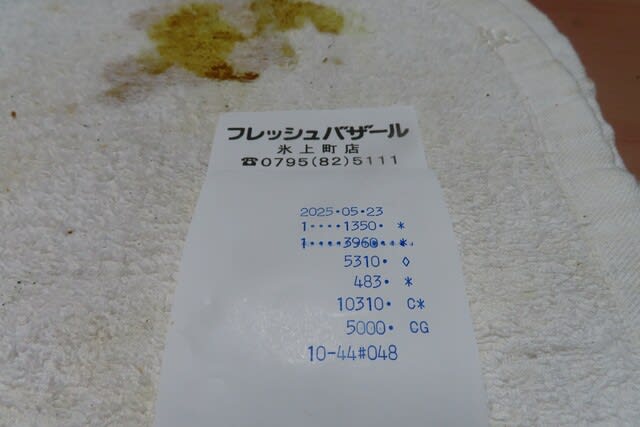 フレッシュバザール
氷上町店
☎0795(82)5111
2025・05・23
1・・・・1350・ *
1・・・・3960・ *
5310・ ◊
483・ *
10310・ C*
5000・ CG
10-44#048